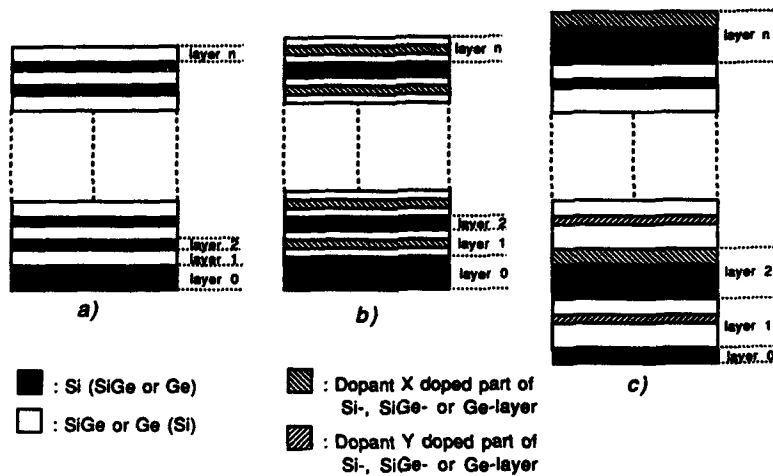 layer n
layer 2
layer 1
layer 0
a)
layer n
layer 2
layer 1
layer 0
b)
layer n
layer 2
layer 1
layer 0
c)
: Si (SiGe or Ge)
: SiGe or Ge (Si)
: Dopant X doped part of
Si-, SiGe- or Ge-layer
: Dopant Y doped part of
Si-, SiGe- or Ge-layer